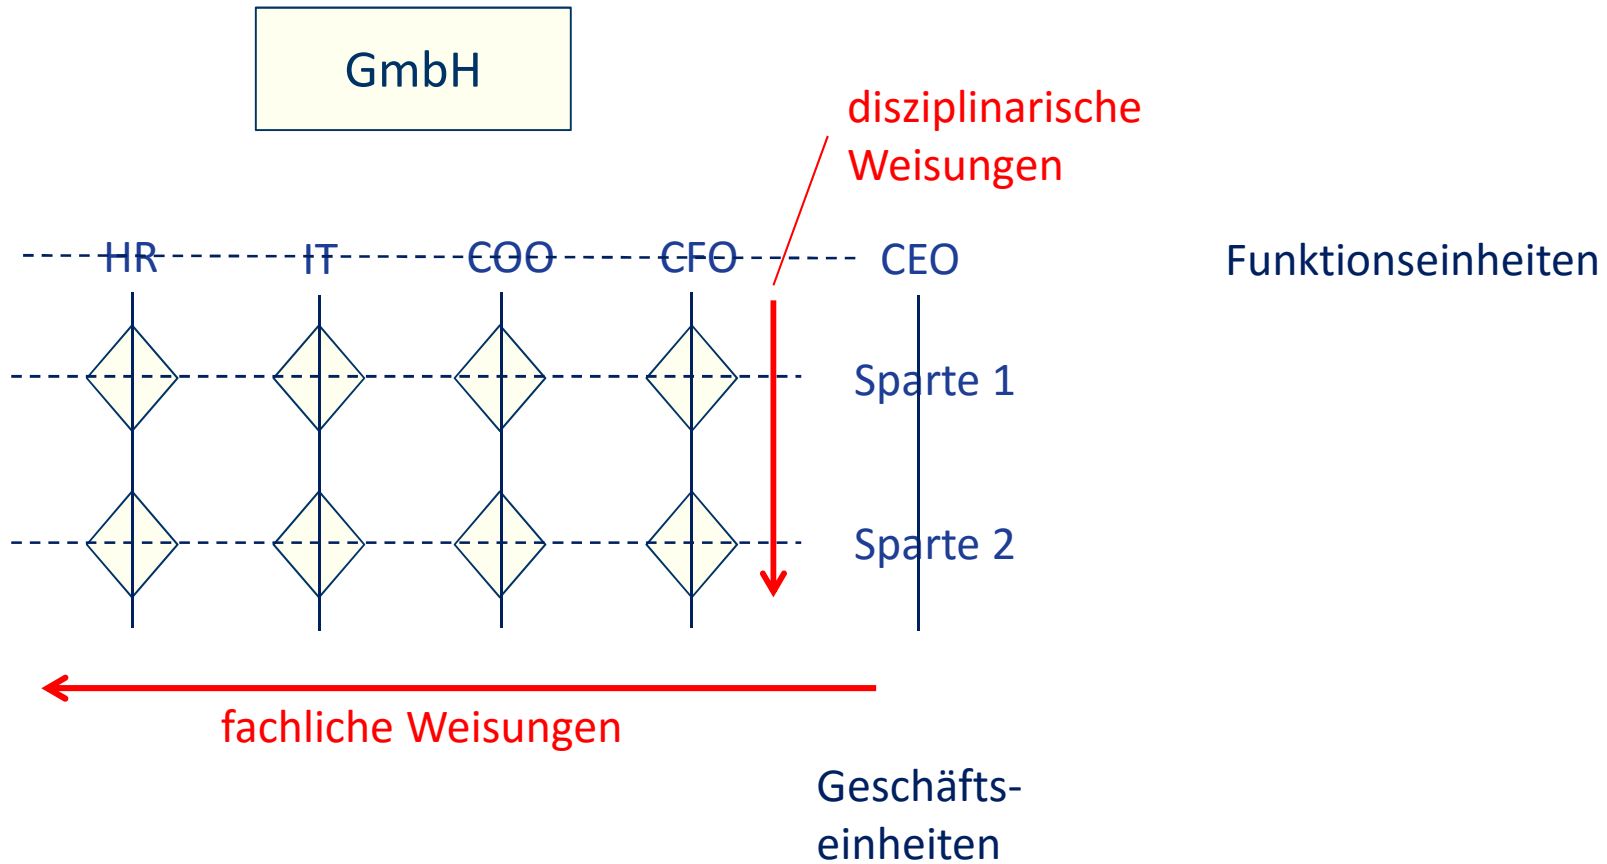 GmbH
disziplinarische
Weisungen
HR IT COO CFO CEO Funktionseinheiten
Sparte 1
Sparte 2
fachliche Weisungen
Geschäfts-
einheiten